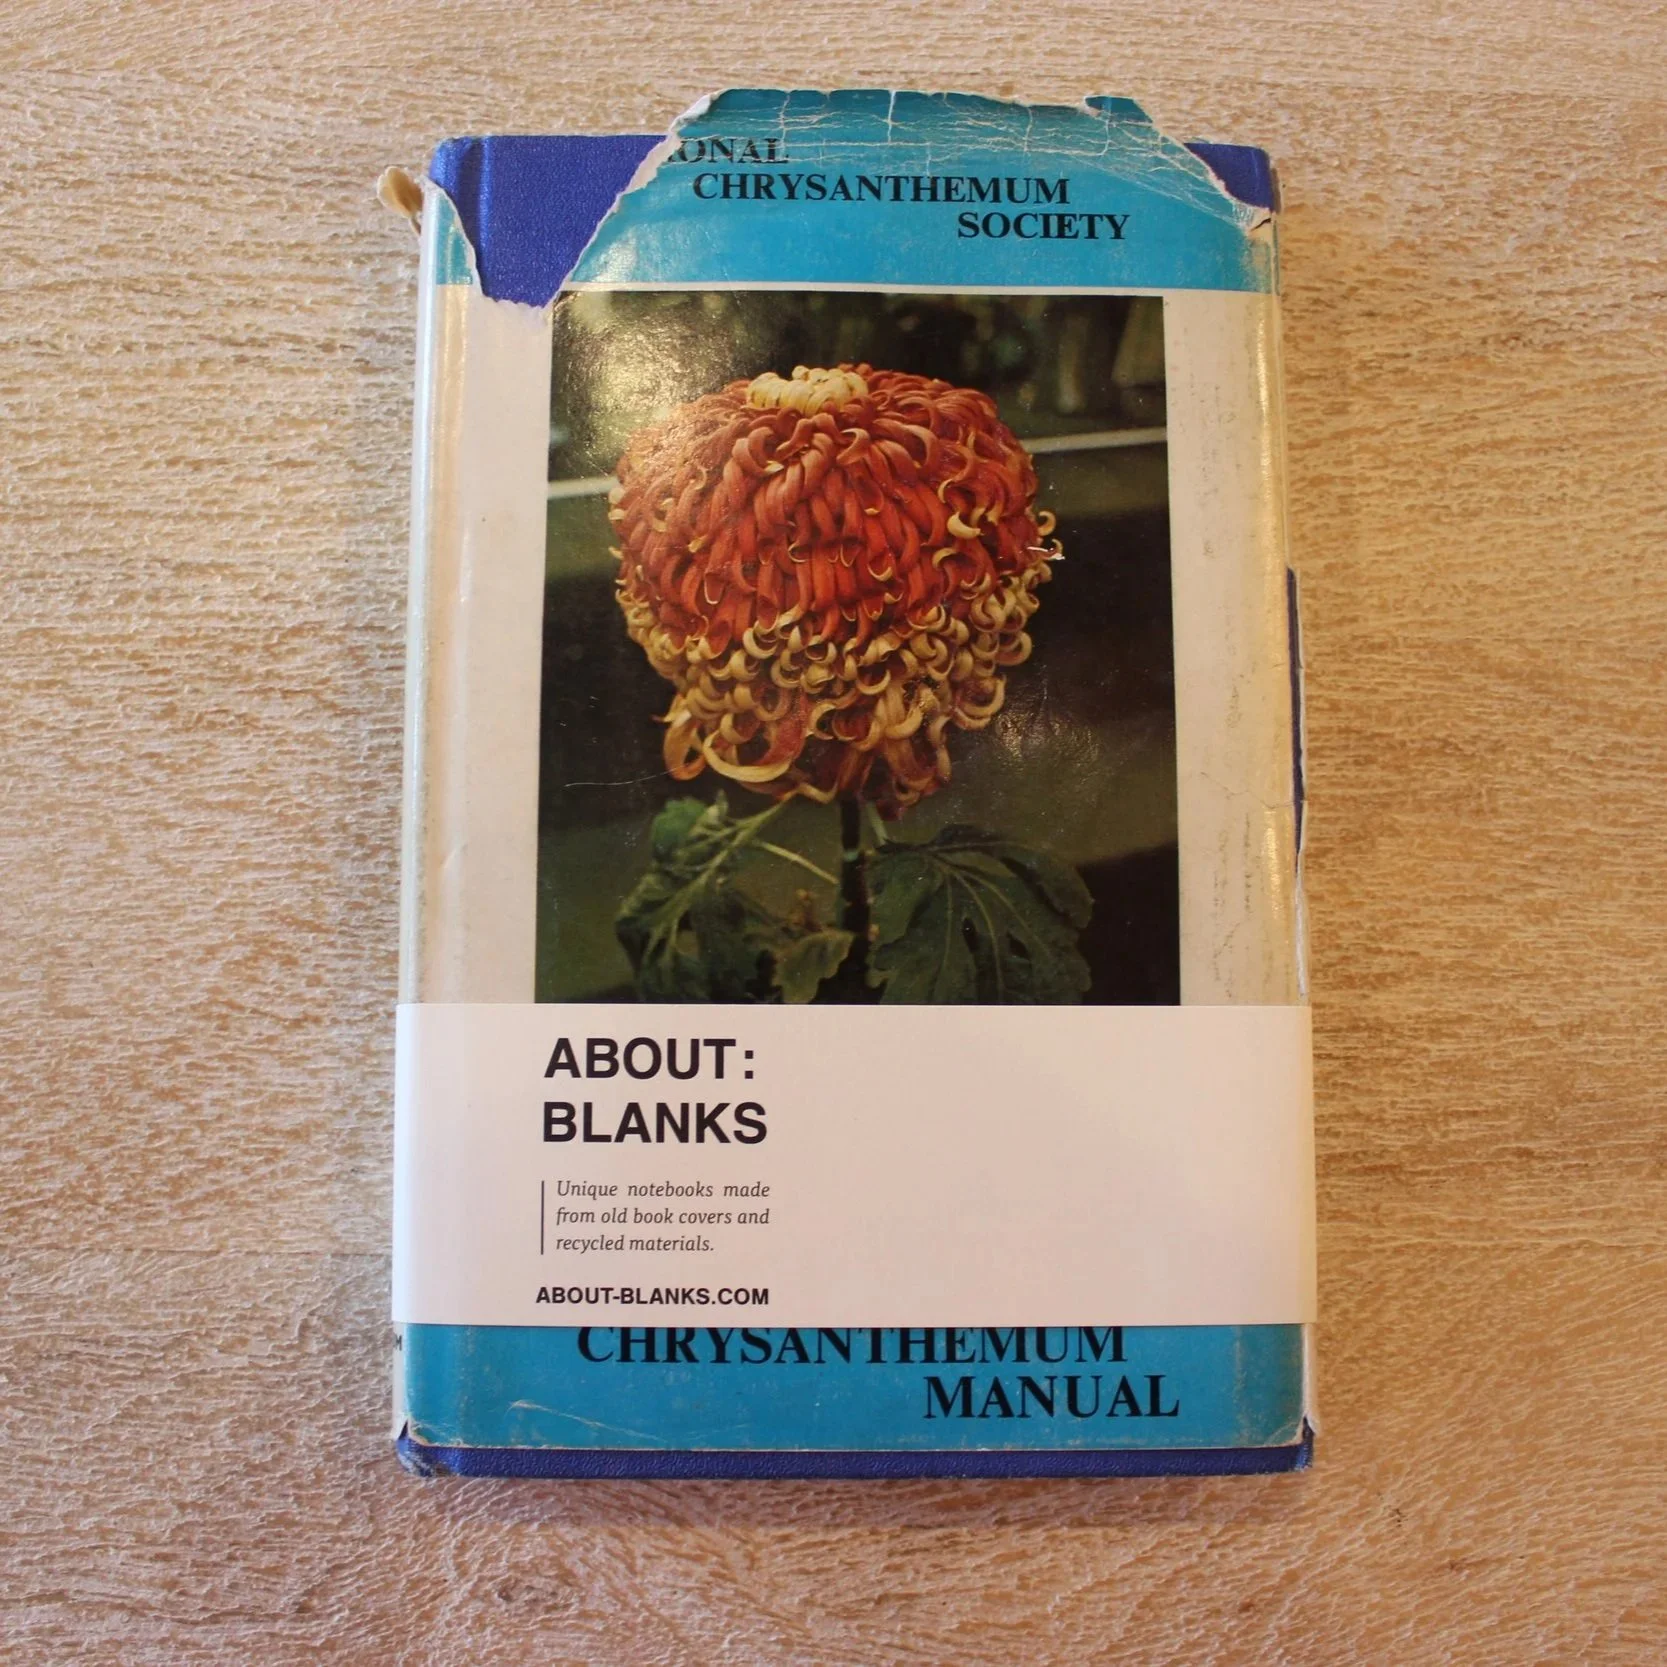 IONAL
CHRYSANTHEMUM
SOCIETY
ABOUT:
BLANKS
Unique notebooks made
from old book covers and
recycled materials.
ABOUT-BLANKS.COM
CHRYSANTHEMUM
MANUAL